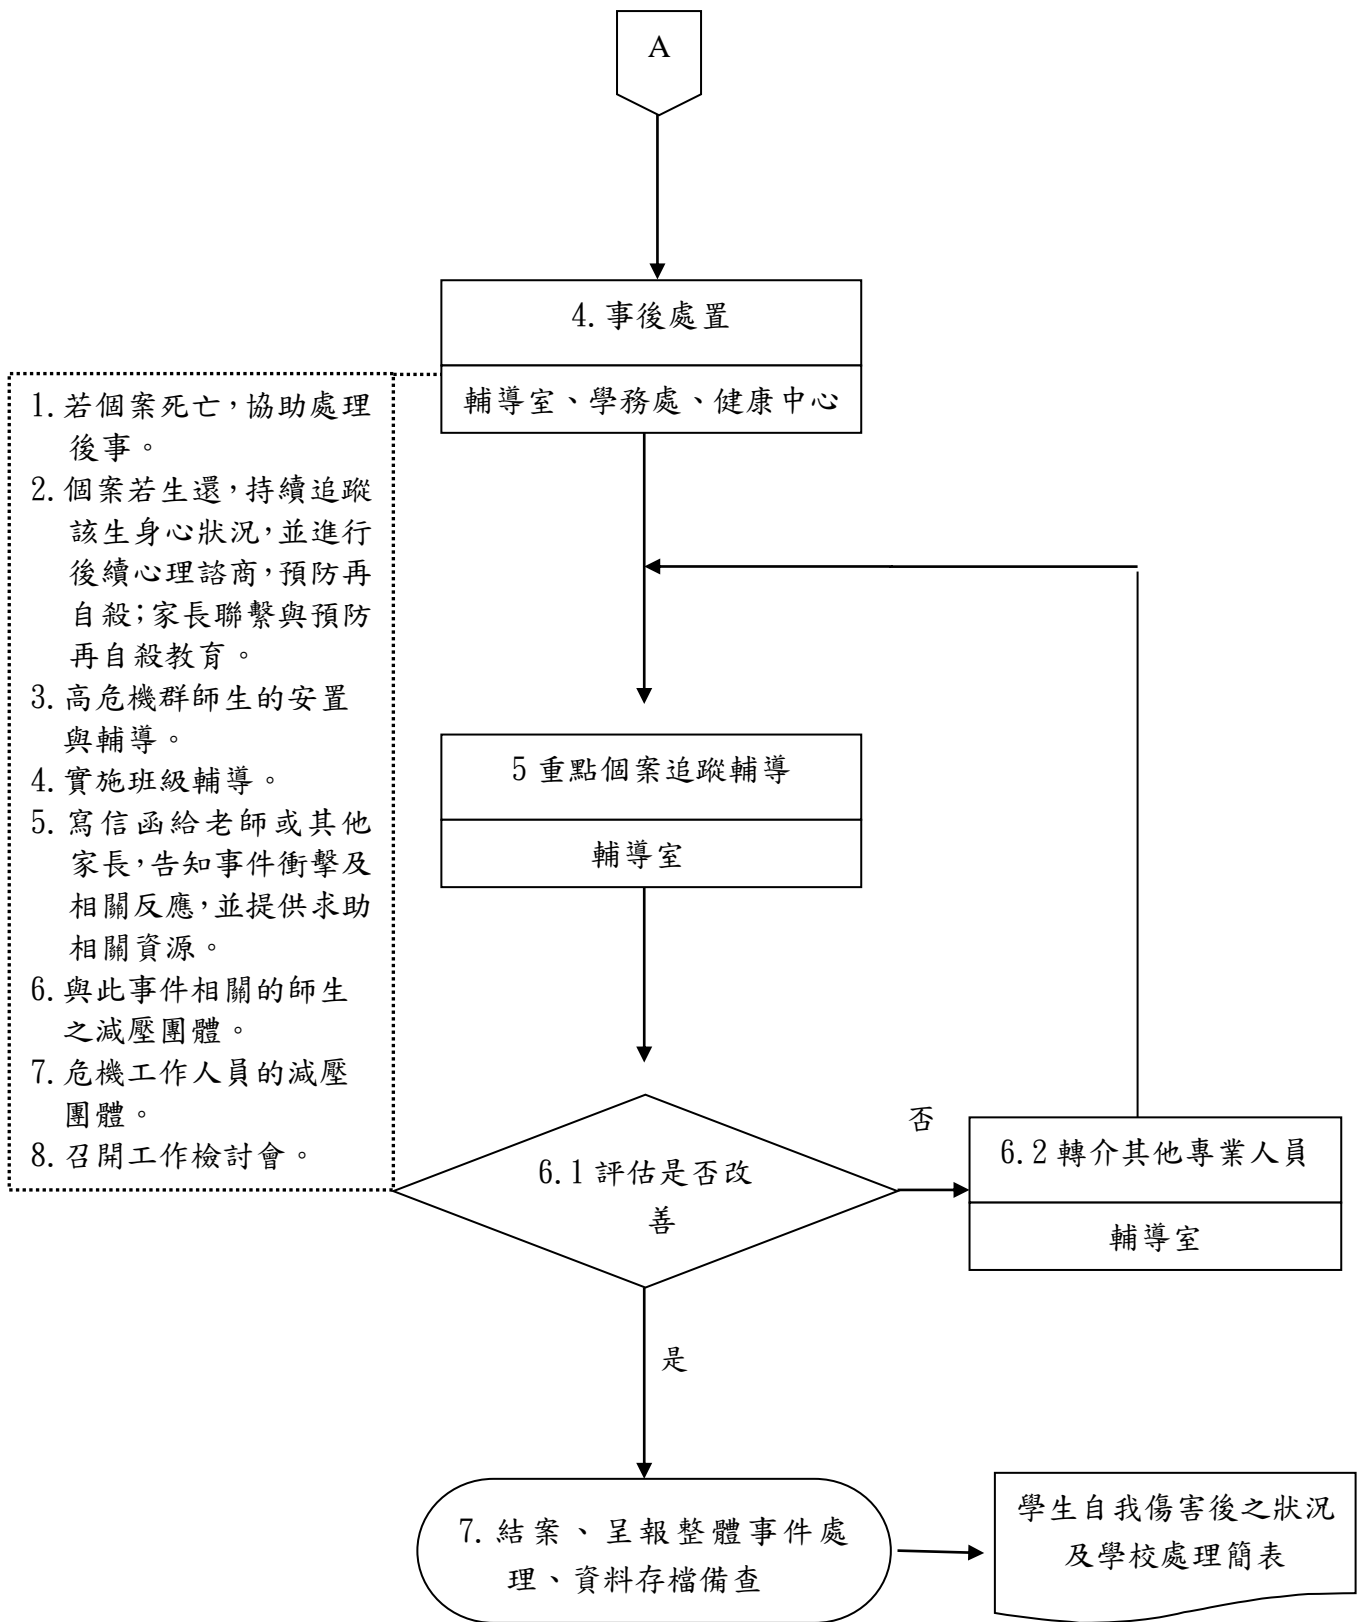 A
4.事後處置
輔導室、學務處、健康中心
1.若個案死亡，協助處理
後事。
2.個案若生還，持續追蹤
該生身心狀況，並進行
後續心理諮商，預防再
自殺；家長聯繫與預防
再自殺教育。
3.高危機群師生的安置
與輔導。
4.實施班級輔導。
5.寫信函給老師或其他
家長，告知事件衝擊及
相關反應，並提供求助
相關資源。
6.與此事件相關的師生
之減壓團體。
7.危機工作人員的減壓
團體。
8.召開工作檢討會。
5 重點個案追蹤輔導
輔導室
6.1 評估是否改
善
否
6.2 轉介其他專業人員
輔導室
是
7.結案、呈報整體事件處
理、資料存檔備查
學生自我傷害後之狀況
及學校處理簡表